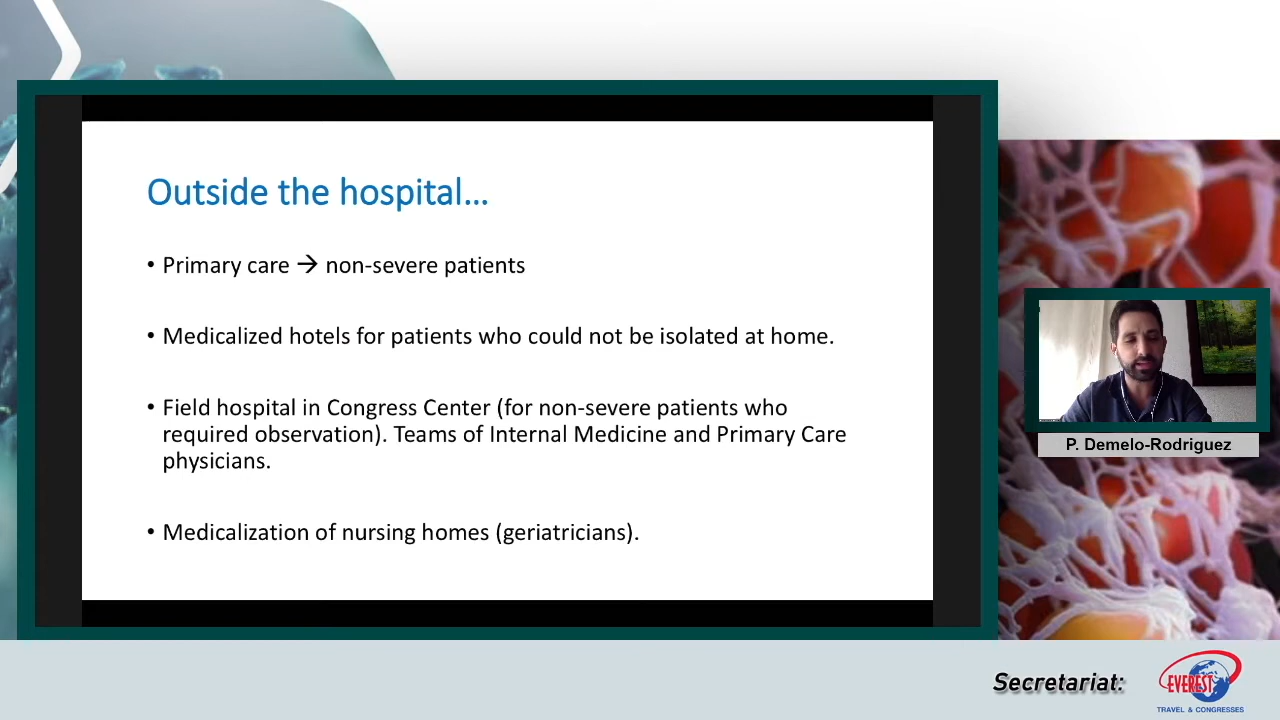 Outside the hospital...
• Primary care → non-severe patients
• Medicalized hotels for patients who could not be isolated at home.
• Field hospital in Congress Center (for non-severe patients who
required observation). Teams of Internal Medicine and Primary Care
physicians.
• Medicalization of nursing homes (geriatricians).
P. Demelo-Rodriguez
Secretariat:
EVEREST
TRAVEL & CONGRESSES